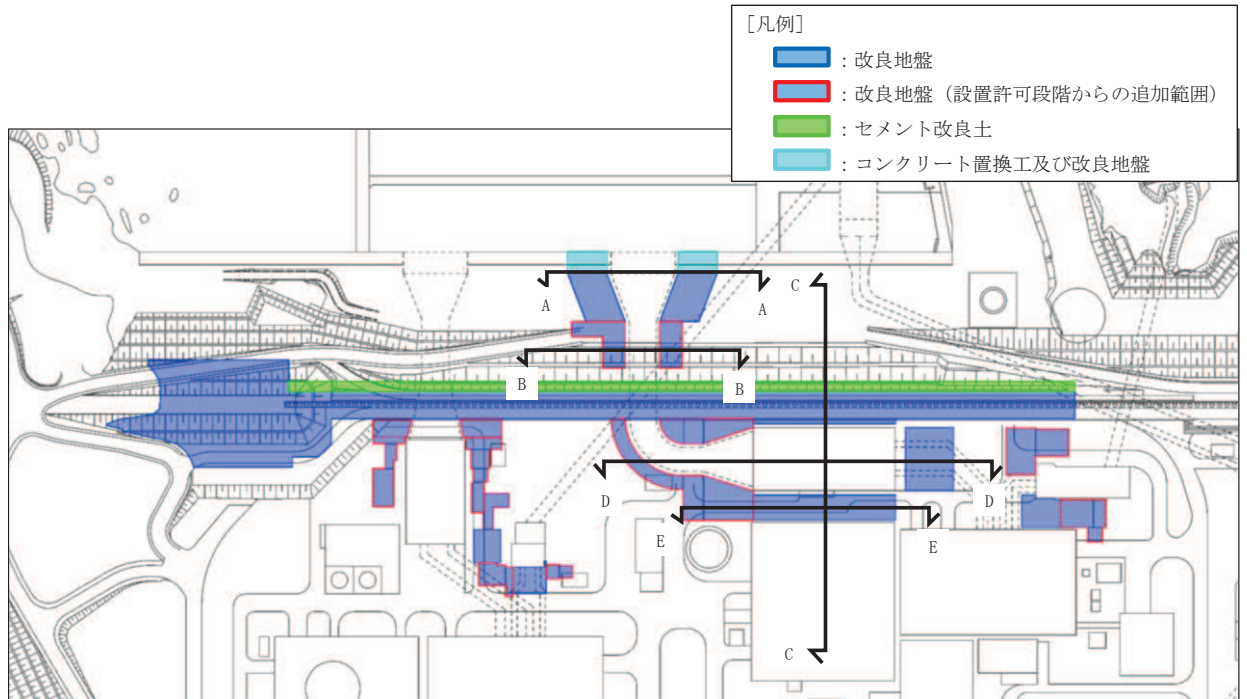 ［凡例］
：改良地盤
：改良地盤（設置許可段階からの追加範囲）
：セメント改良土
：コンクリート置換工及び改良地盤
A
A
C
B
B
D
D
E
E
C